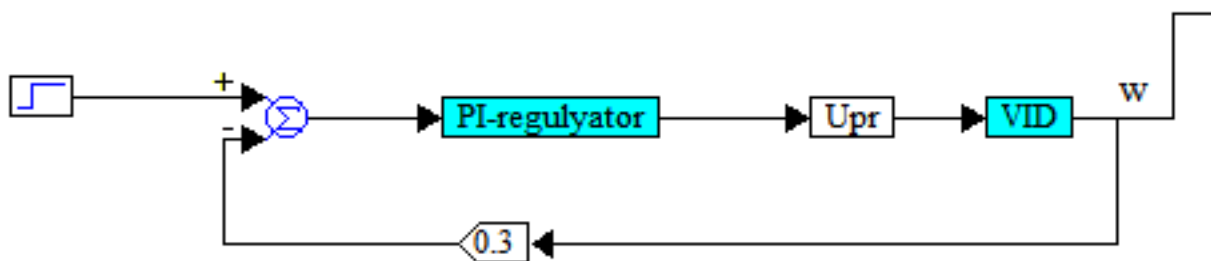 w
+
Σ
-
PI-regulyator
Upr
VID
0.3